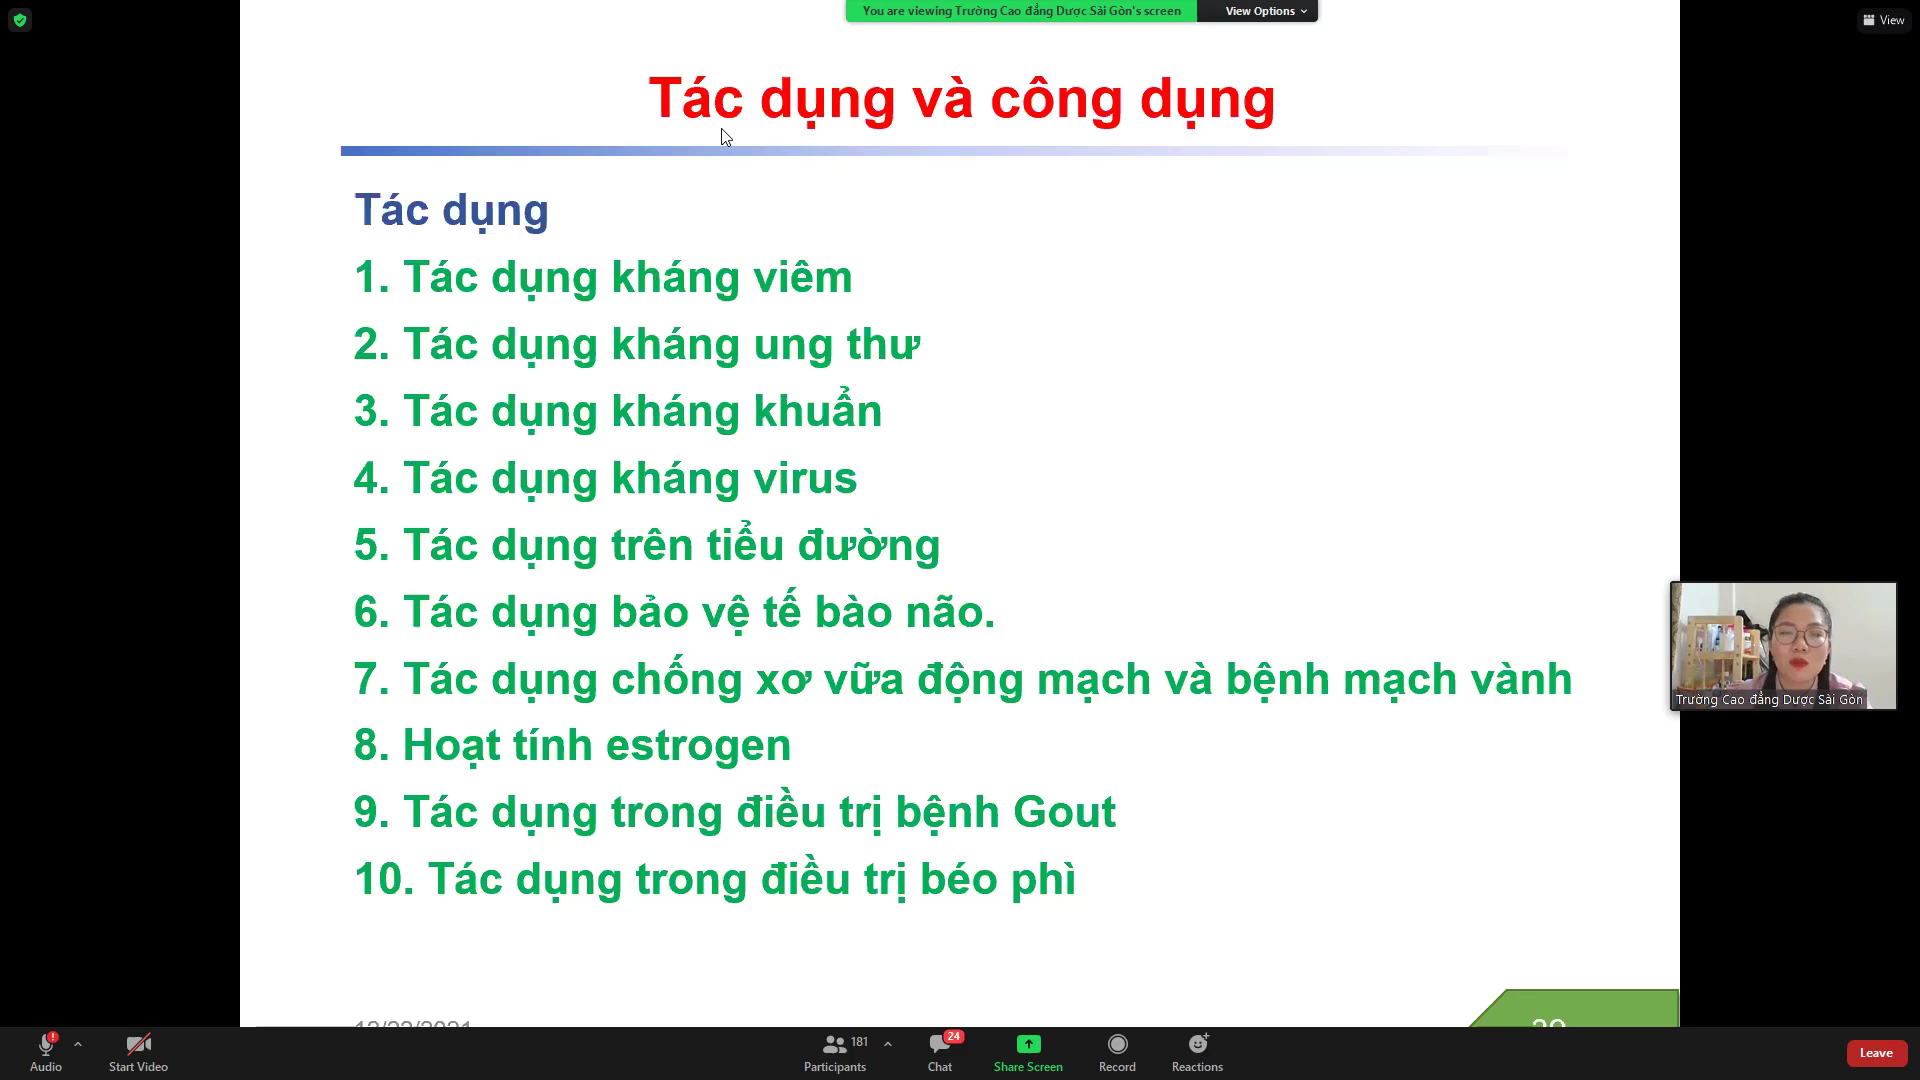 You are viewing Trường Cao đẳng Dược Sài Gòn's screen
View Options
View
Tác dụng và công dụng
Tác dụng
1. Tác dụng kháng viêm
2. Tác dụng kháng ung thư
3. Tác dụng kháng khuẩn
4. Tác dụng kháng virus
5. Tác dụng trên tiểu đường
6. Tác dụng bảo vệ tế bào não.
7. Tác dụng chống xơ vữa động mạch và bệnh mạch vành
8. Hoạt tính estrogen
9. Tác dụng trong điều trị bệnh Gout
10. Tác dụng trong điều trị béo phì
Trường Cao đẳng Dược Sài Gòn
Audio
Start Video
181
Participants
24
Chat
Share Screen
Record
Reactions
Leave